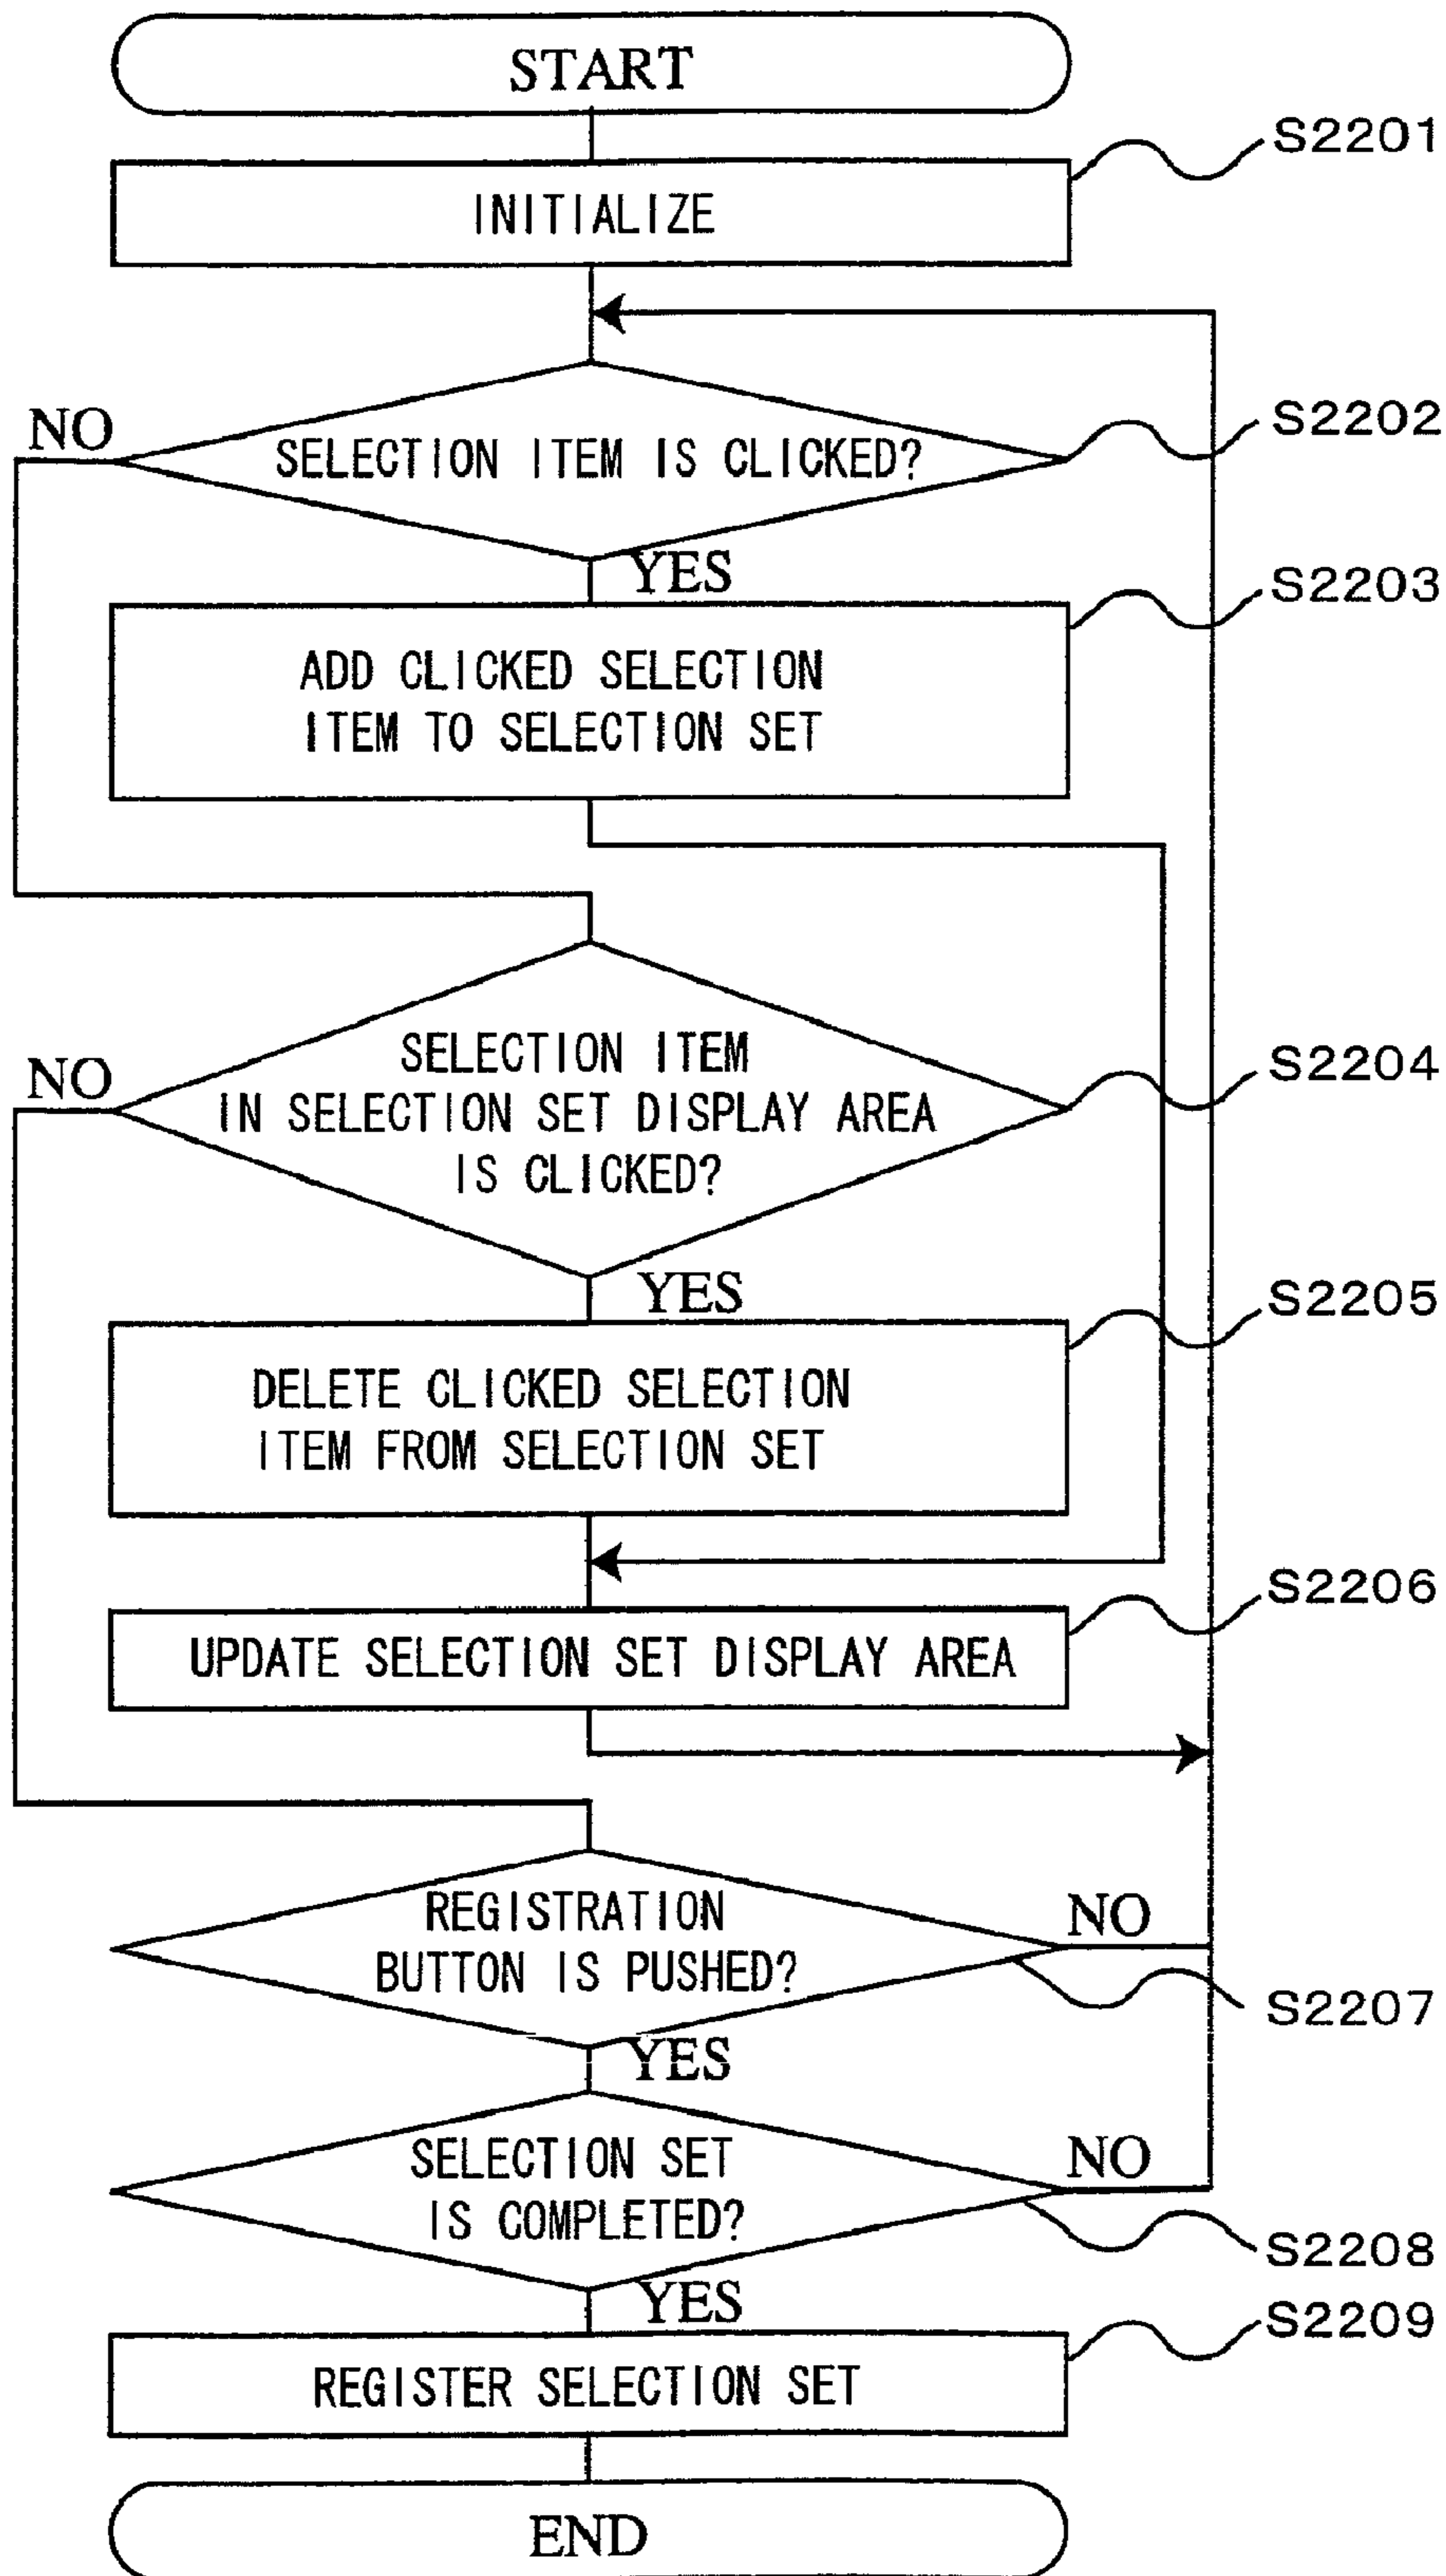 START
S2201
INITIALIZE
NO
SELECTION ITEM IS CLICKED?
S2202
YES
S2203
ADD CLICKED SELECTION
ITEM TO SELECTION SET
NO
SELECTION ITEM
IN SELECTION SET DISPLAY AREA
IS CLICKED?
S2204
YES
S2205
DELETE CLICKED SELECTION
ITEM FROM SELECTION SET
S2206
UPDATE SELECTION SET DISPLAY AREA
REGISTRATION
BUTTON IS PUSHED?
NO
S2207
YES
SELECTION SET
IS COMPLETED?
NO
S2208
YES
S2209
REGISTER SELECTION SET
END